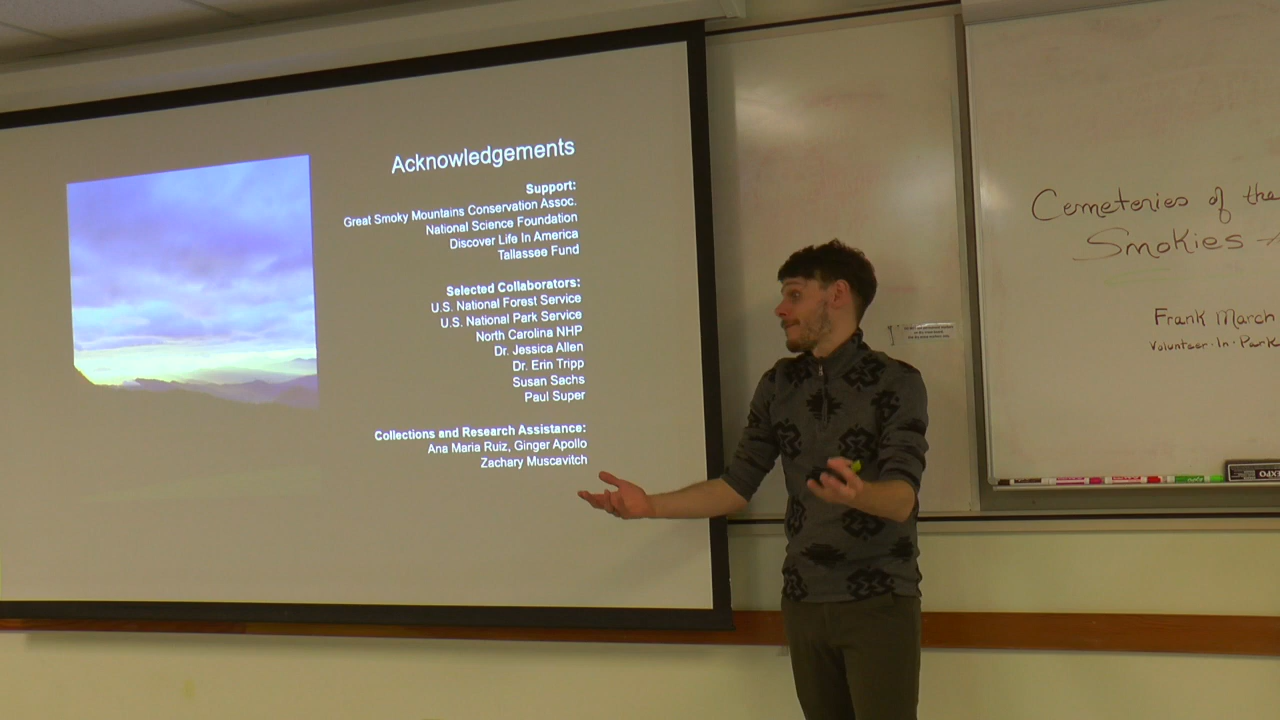 Acknowledgements
Support:
Great Smoky Mountains Conservation Assoc.
National Science Foundation
Discover Life In America
Tallassee Fund
Selected Collaborators:
U.S. National Forest Service
U.S. National Park Service
North Carolina NHP
Dr. Jessica Allen
Dr. Erin Tripp
Susan Sachs
Paul Super
Collections and Research Assistance:
Ana Maria Ruiz, Ginger Apollo
Zachary Muscavitch
Cemeteries of the
Smokies
Frank March
Volunteer-In-Park
EXPO